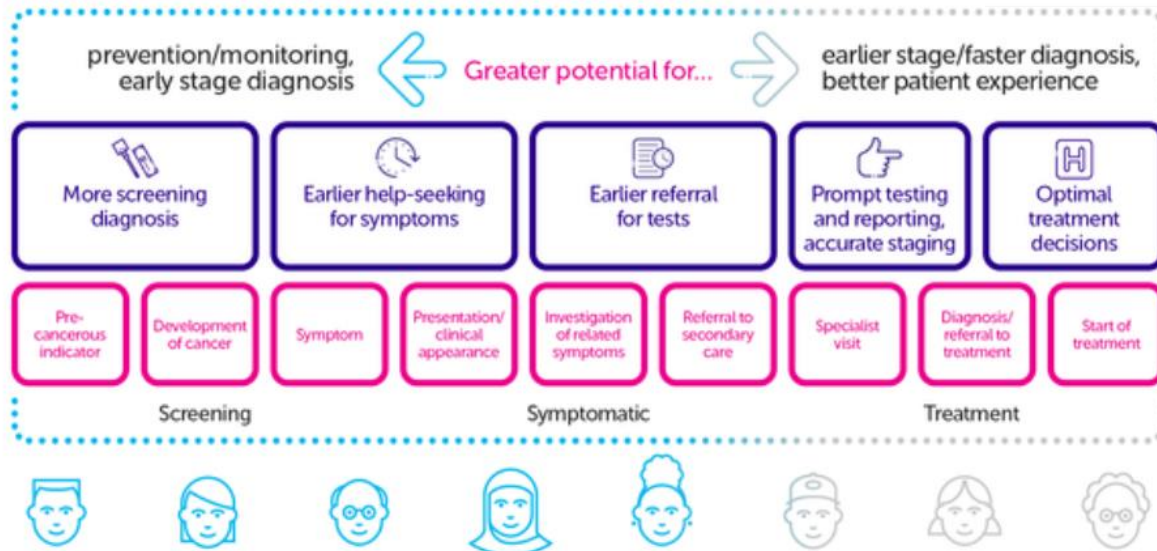 prevention/monitoring,
early stage diagnosis
Greater potential for...
earlier stage/faster diagnosis,
better patient experience
More screening
diagnosis
Earlier help-seeking
for symptoms
Earlier referral
for tests
Prompt testing
and reporting,
accurate staging
H
Optimal
treatment
decisions
Pre-
cancerous
indicator
Development
of cancer
Symptom
Presentation/
clinical
appearance
Investigation
of related
symptoms
Referral to
secondary
care
Specialist
visit
Diagnosis/
referral to
treatment
Start of
treatment
Screening
Symptomatic
Treatment